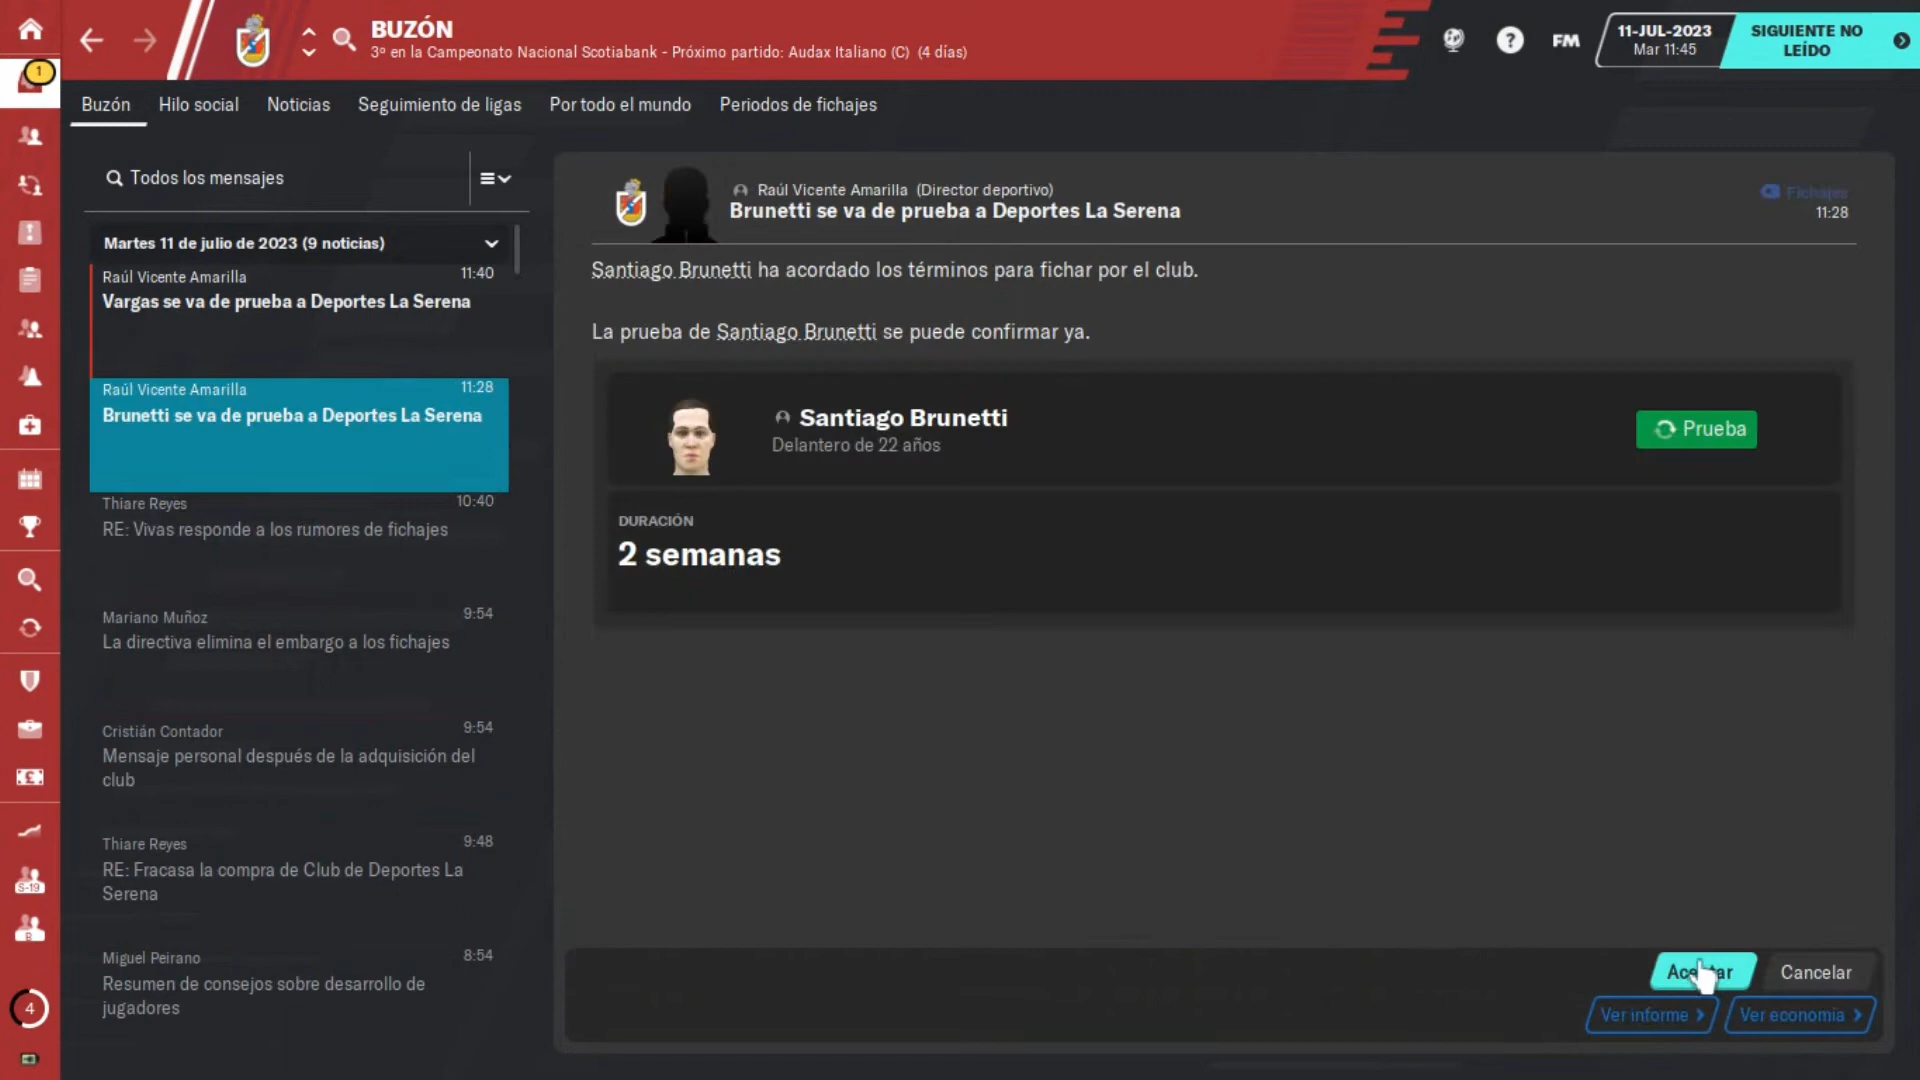 BUZÓN
3º en la Campeonato Nacional Scotiabank - Próximo partido: Audax Italiano (C) (4 días)
FM
11-JUL-2023
Mar 11:45
SIGUIENTE NO
LEÍDO
1
Buzón
Hilo social
Noticias
Seguimiento de ligas
Por todo el mundo
Periodos de fichajes
Todos los mensajes
Martes 11 de julio de 2023 (9 noticias)
Raúl Vicente Amarilla
11:40
Vargas se va de prueba a Deportes La Serena
Raúl Vicente Amarilla
11:28
Brunetti se va de prueba a Deportes La Serena
Thiare Reyes
10:40
RE: Vivas responde a los rumores de fichajes
Mariano Muñoz
9:54
La directiva elimina el embargo a los fichajes
Cristián Contador
9:54
Mensaje personal después de la adquisición del
club
Thiare Reyes
9:48
RE: Fracasa la compra de Club de Deportes La
Serena
Miguel Peirano
8:54
Resumen de consejos sobre desarrollo de
jugadores
S-19
B
4
Raúl Vicente Amarilla (Director deportivo)
Brunetti se va de prueba a Deportes La Serena
Fichajes
11:28
Santiago Brunetti ha acordado los términos para fichar por el club.
La prueba de Santiago Brunetti se puede confirmar ya.
Santiago Brunetti
Delantero de 22 años
Prueba
DURACIÓN
2 semanas
Aceptar
Cancelar
Ver informe
Ver economía